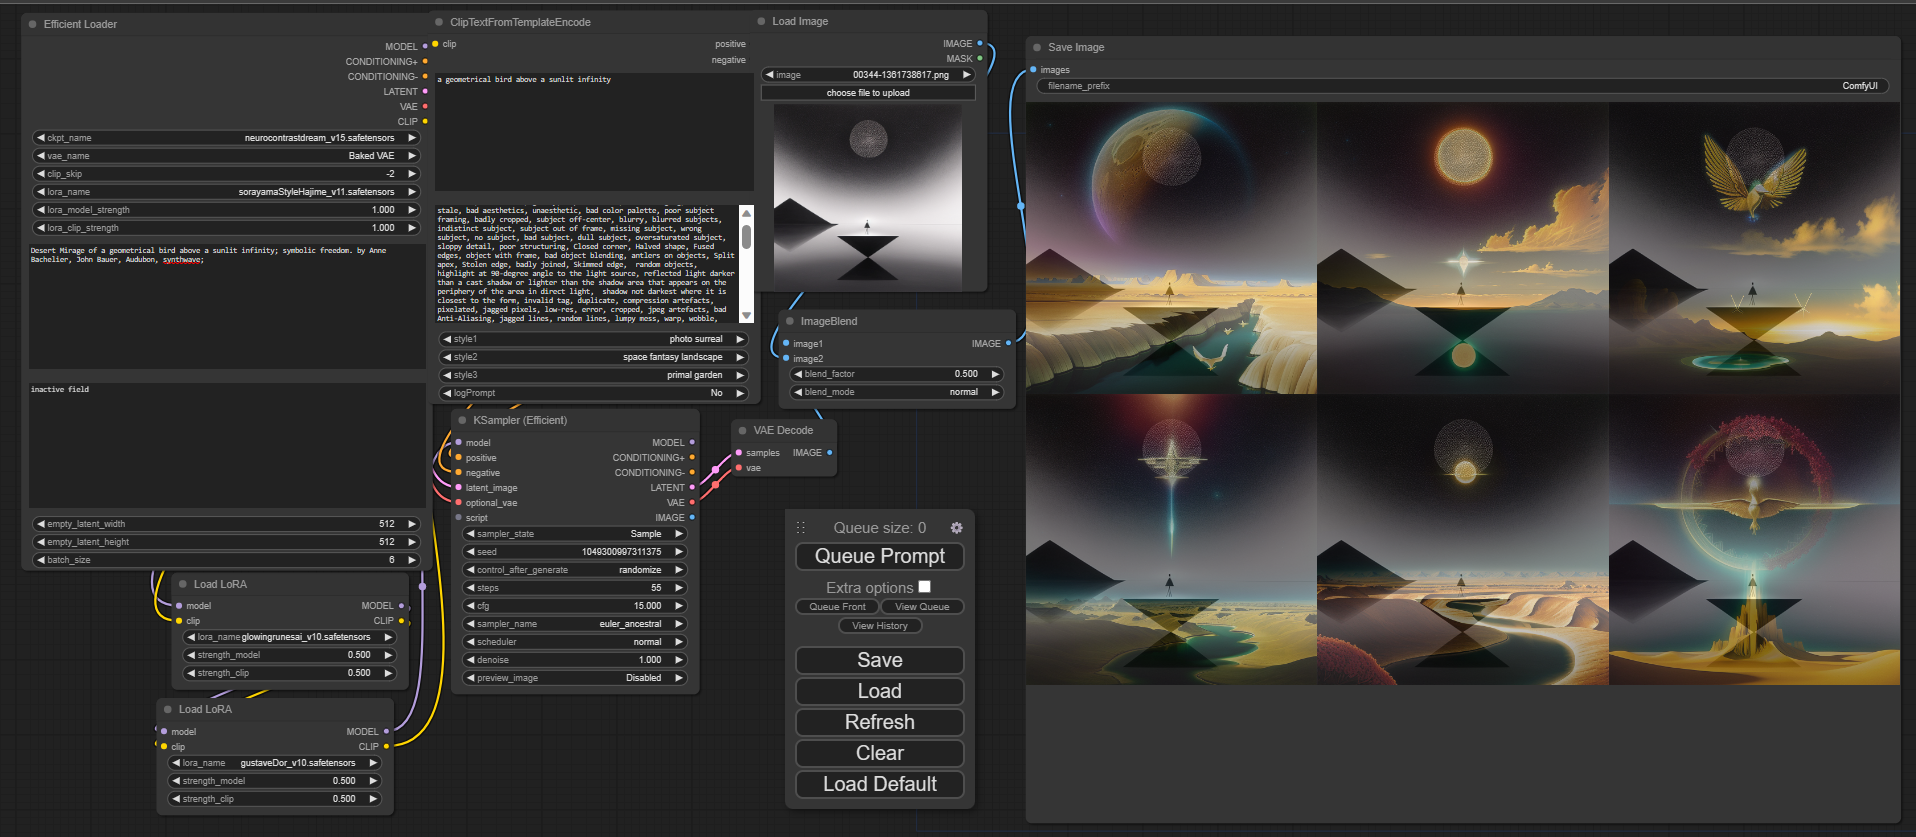 Efficient Loader
MODEL
CONDITIONING+
CONDITIONING-
LATENT
VAE
CLIP
ckpt_name neurocontrastdream_v15.safetensors
vae_name Baked VAE
clip_skip -2
lora_name sorayamaStyleHajime_v11.safetensors
lora_model_strength 1.000
lora_clip_strength 1.000
Desert Mirage of a geometrical bird above a sunlit infinity; symbolic freedom. by Anne
Bachelier, John Bauer, Audubon, synthwave;
inactive field
empty_latent_width 512
empty_latent_height 512
batch_size 6
Load LoRA
model MODEL
clip CLIP
lora_name glowingrunesai_v10.safetensors
strength_model 0.500
strength_clip 0.500
Load LoRA
model MODEL
clip CLIP
lora_name gustaveDor_v10.safetensors
strength_model 0.500
strength_clip 0.500
ClipTextFromTemplateEncode
clip positive
negative
a geometrical bird above a sunlit infinity
stale, bad aesthetics, unaesthetic, bad color palette, poor subject
framing, badly cropped, subject off-center, blurry, blurred subjects,
indistinct subject, subject out of frame, missing subject, wrong
subject, no subject, bad subject, dull subject, oversaturated subject,
sloppy detail, poor structuring, Closed corner, Halved shape, Fused
edges, object with frame, bad object blending, antlers on objects, Split
apex, Stolen edge, badly joined, Skimmed edge, random objects,
highlight at 90-degree angle to the light source, reflected light darker
than a cast shadow or lighter than the shadow area that appears on the
periphery of the area in direct light, shadow not darkest where it is
closest to the form, invalid tag, duplicate, compression artefacts,
pixelated, jagged pixels, low-res, error, cropped, jpeg artefacts, bad
Anti-Aliasing, jagged lines, random lines, lumpy mess, warp, wobble,
style1 photo surreal
style2 space fantasy landscape
style3 primal garden
logPrompt No
KSampler (Efficient)
model MODEL
positive CONDITIONING+
negative CONDITIONING-
latent_image LATENT
optional_vae VAE
script IMAGE
sampler_state Sample
seed 1049300997311375
control_after_generate randomize
steps 55
cfg 15.000
sampler_name euler_ancestral
scheduler normal
denoise 1.000
preview_image Disabled
Load Image
IMAGE
MASK
image 00344-1361738617.png
choose file to upload
ImageBlend
image1 IMAGE
image2
blend_factor 0.500
blend_mode normal
VAE Decode
samples IMAGE
vae
Queue size: 0
Queue Prompt
Extra options
Queue Front View Queue
View History
Save
Load
Refresh
Clear
Load Default
Save Image
images
filename_prefix ComfyUI